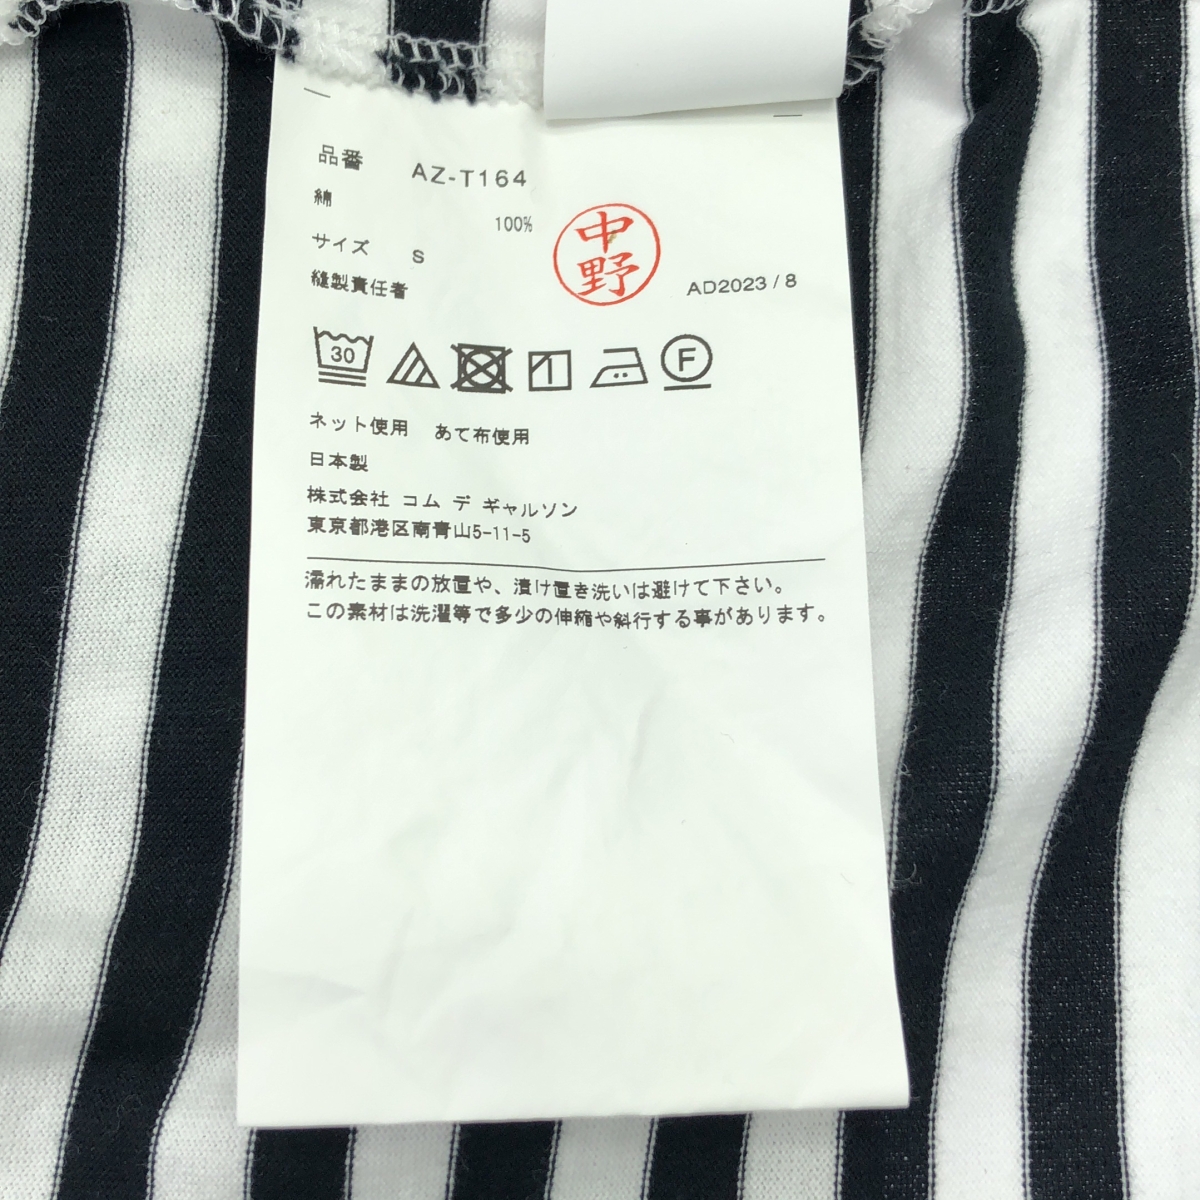 品番 AZ-T164
綿 100%
サイズ S
縫製責任者 中野 AD2023/8
30 F
ネット使用 あて布使用
日本製
株式会社 コム デ ギャルソン
東京都港区南青山5-11-5
濡れたままの放置や、漬け置き洗いは避けて下さい。
この素材は洗濯等で多少の伸縮や斜行する事があります。